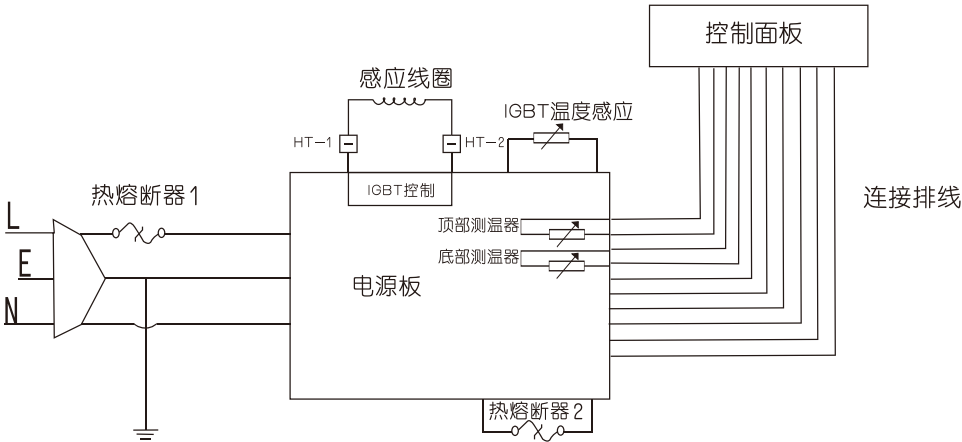 控制面板
感应线圈
IGBT温度感应
HT-1
HT-2
IGBT控制
热熔断器1
连接排线
L
顶部测温器
E
底部测温器
电源板
N
热熔断器2